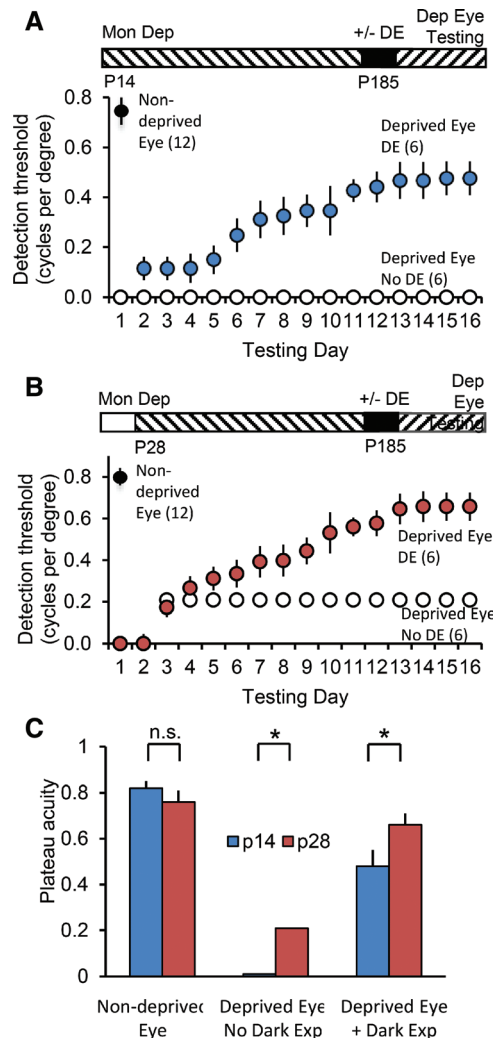 A
Mon Dep
+/- DE
Dep Eye
Testing
P14
P185
Detection threshold
(cycles per degree)
0.8
0.6
0.4
0.2
0.0
Non-
deprived
Eye (12)
Deprived Eye
DE (6)
Deprived Eye
No DE (6)
1 2 3 4 5 6 7 8 9 10 11 12 13 14 15 16
Testing Day
B
Mon Dep
+/- DE
Dep
Eye
Testing
P28
P185
Detection threshold
(cycles per degree)
0.8
0.6
0.4
0.2
0.0
Non-
deprived
Eye (12)
Deprived Eye
DE (6)
Deprived Eye
No DE (6)
1 2 3 4 5 6 7 8 9 10 11 12 13 14 15 16
Testing Day
C
Plateau acuity
1
0.8
0.6
0.4
0.2
0
n.s.
*
*
p14 p28
Non-deprived
Eye
Deprived Eye
No Dark Exp
Deprived Eye
+ Dark Exp